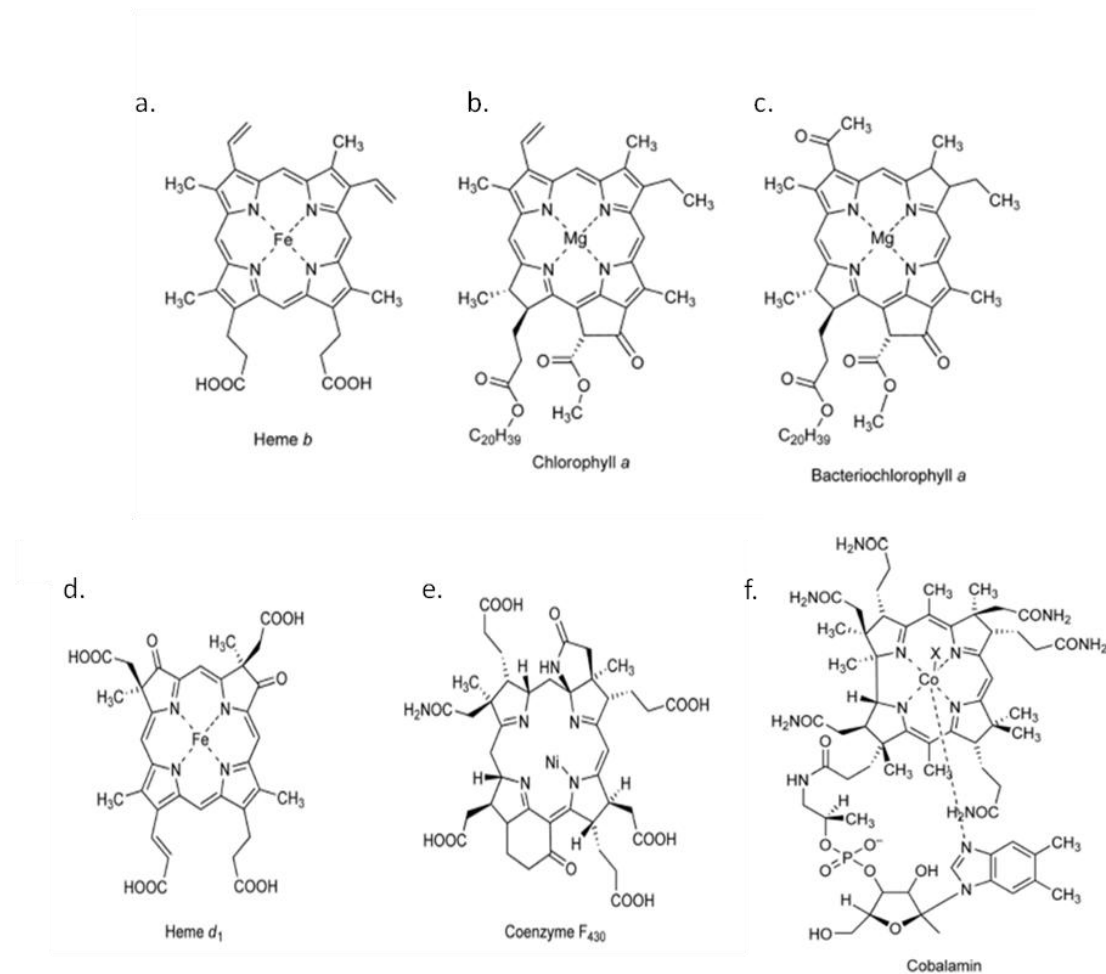 a.
b.
c.
CH₃
H₃C
N
N
Fe
N
N
H₃C
CH₃
HOOC
COOH
Heme b
CH₃
H₃C
CH₃
N
N
Mg
N
N
H₃C
CH₃
O
O
O
O
H₃C
O
C₂₀H₃₉
Chlorophyll a
O
CH₃
CH₃
H₃C
CH₃
N
N
Mg
N
N
H₃C
CH₃
O
O
O
O
O
H₃C
C₂₀H₃₉
Bacteriochlorophyll a
d.
e.
f.
COOH
O
H₃C
HOOC
O
H₃C
N
N
Fe
N
N
H₃C
CH₃
HOOC
COOH
Heme d₁
COOH
O
H
HN
CH₃
H₃C
H₂NOC
COOH
N
N
Ni
H
N
N
H
HOOC
H
COOH
O
COOH
Coenzyme F₄₃₀
H₂NOC
CH₃
CH₃
H₂NOC
CONH₂
H₃C
CONH₂
N
X
N
H₃C
Co
H
N
N
CH₃
H₂NOC
CH₃
O
CH₃
CH₃
HN
H₂NOC
H
CH₃
O
O⁻
N
CH₃
P
O
O
OH
N
CH₃
H
O
HO
Cobalamin